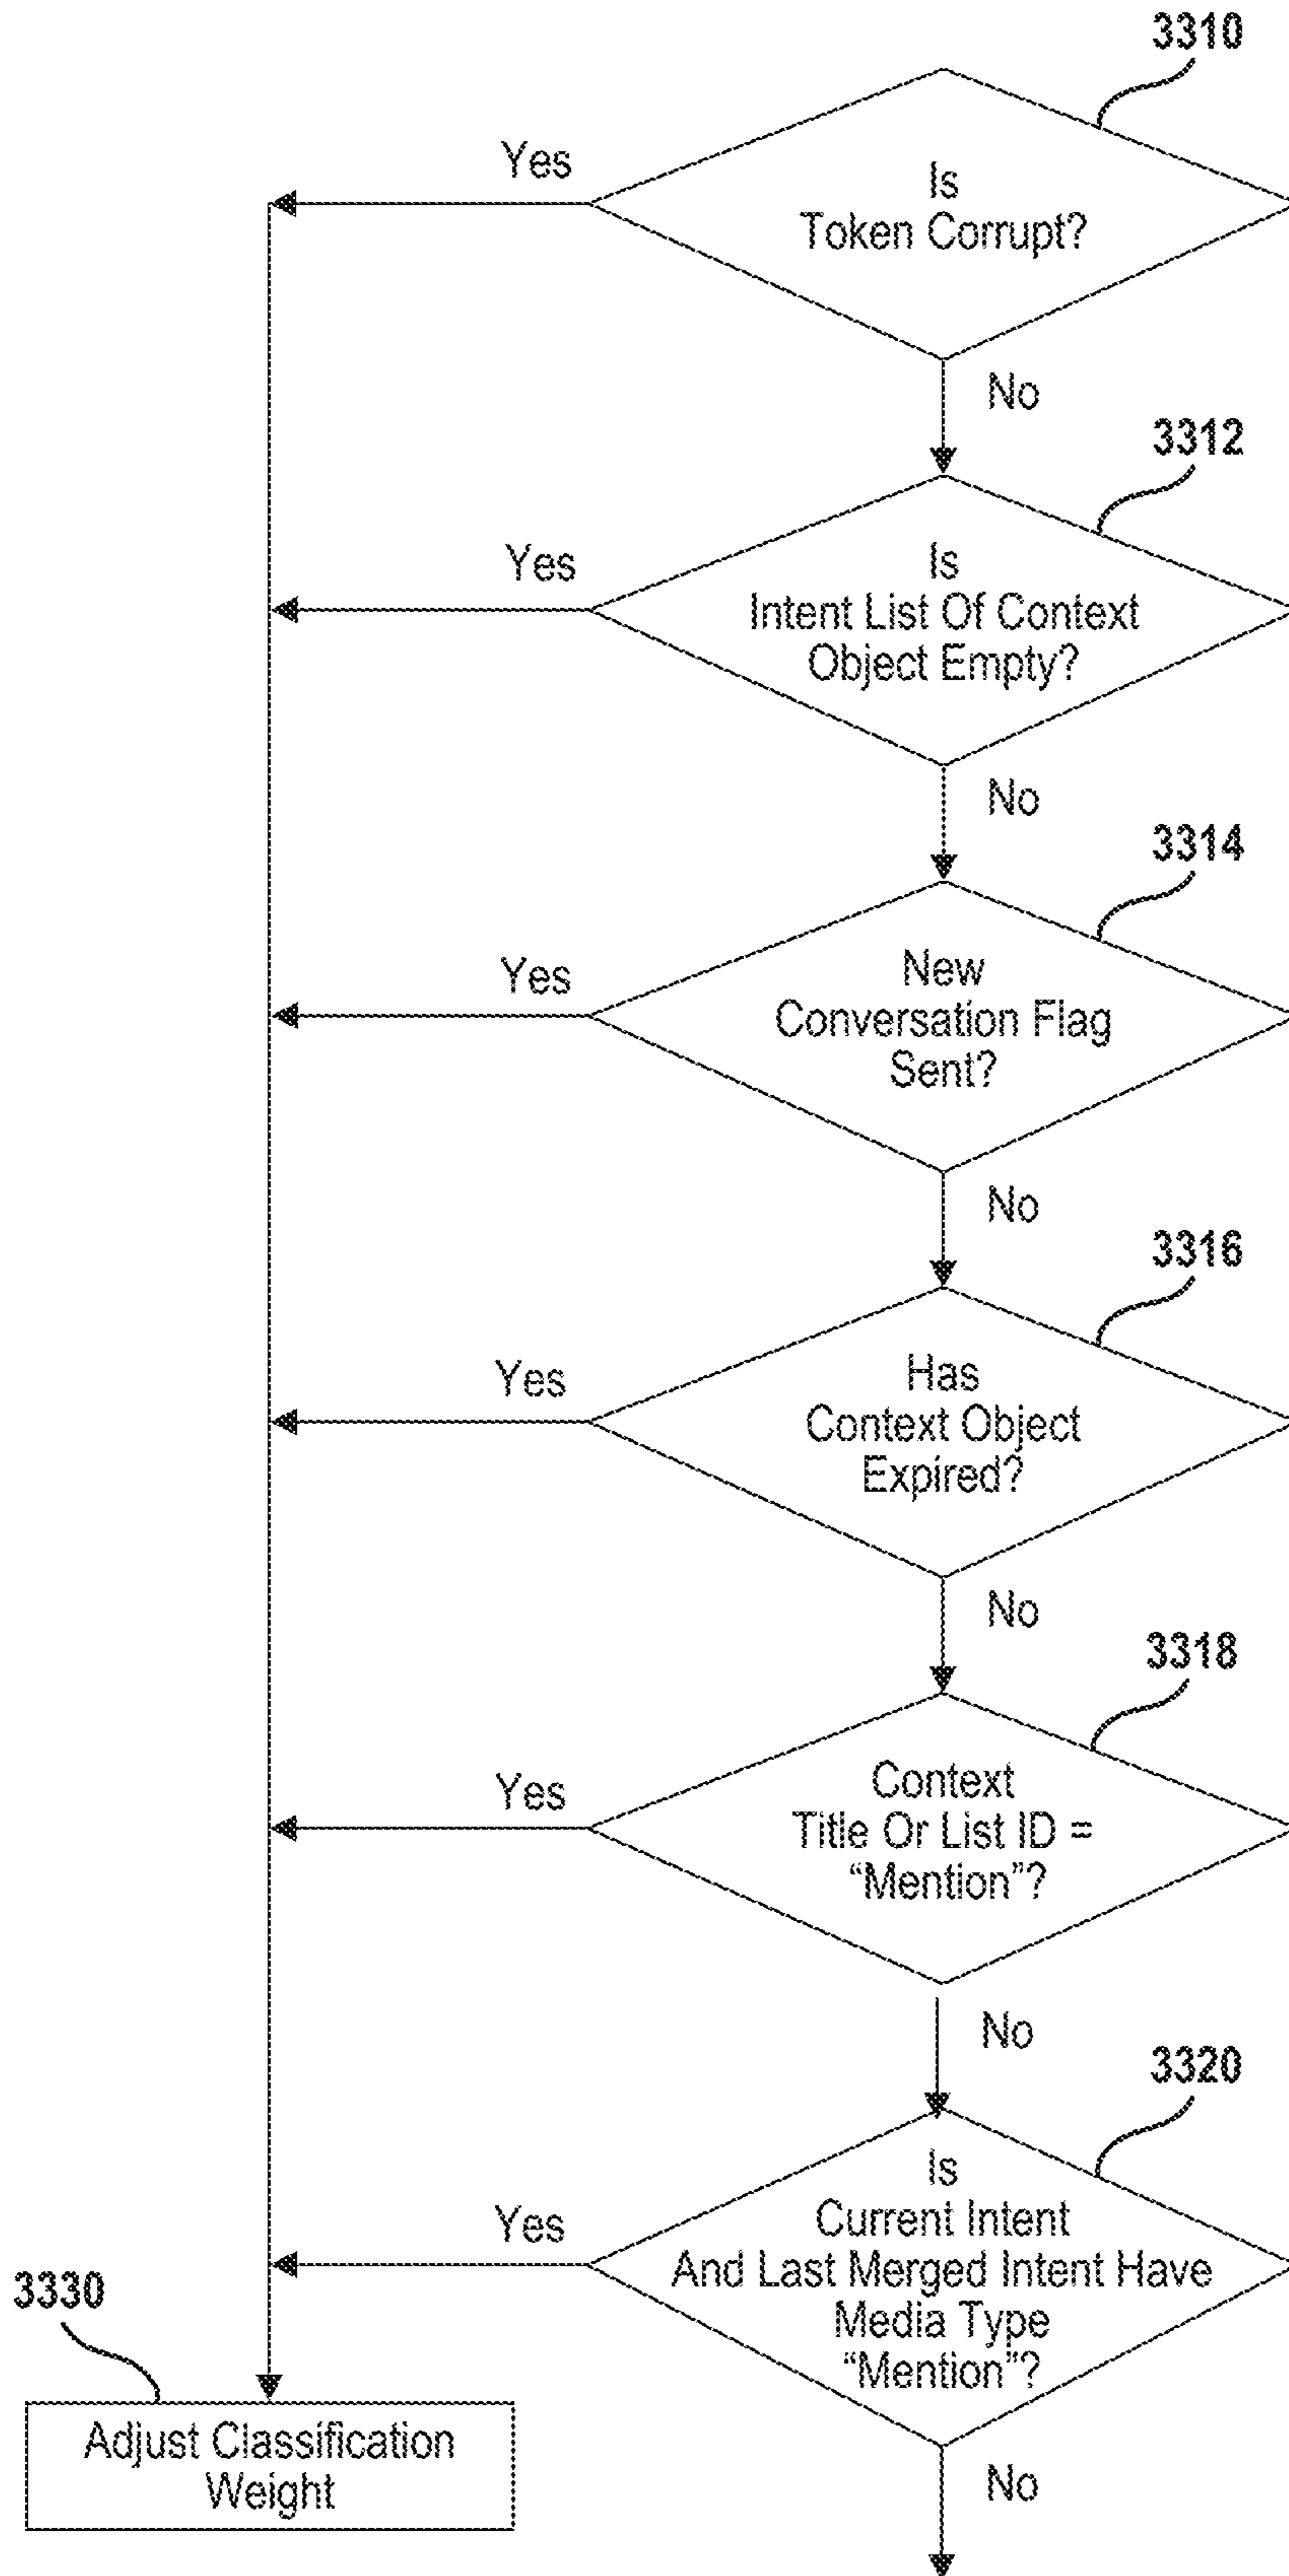 3310
Yes
Is
Token Corrupt?
No
3312
Yes
Is
Intent List Of Context
Object Empty?
No
3314
Yes
New
Conversation Flag
Sent?
No
3316
Yes
Has
Context Object
Expired?
No
3318
Yes
Context
Title Or List ID =
“Mention”?
No
3320
Yes
Is
Current Intent
And Last Merged Intent Have
Media Type
“Mention”?
3330
Adjust Classification
Weight
No